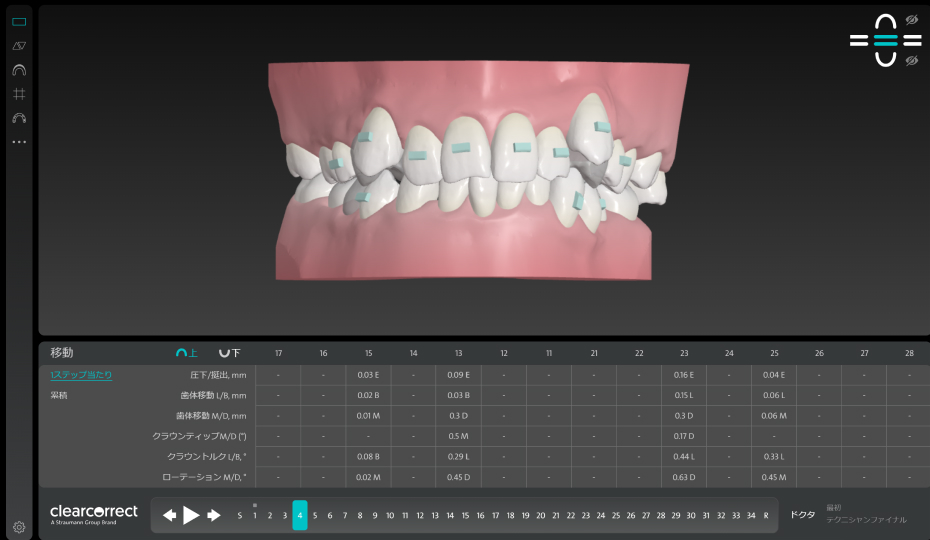 移動 上 下 17 16 15 14 13 12 11 21 22 23 24 25 26 27 28
1ステップ当たり 圧下/挺出, mm - - 0.03 E - 0.09 E - - - - 0.16 E - 0.04 E - - -
累積 歯体移動 L/B, mm - - 0.02 B - 0.03 B - - - - 0.15 L - 0.06 L - - -
歯体移動 M/D, mm - - 0.01 M - 0.3 D - - - - 0.3 D - 0.06 M - - -
クラウンティップM/D (°) - - - - 0.5 M - - - - 0.17 D - - - - -
クラウントルク L/B, ° - - 0.08 B - 0.29 L - - - - 0.44 L - 0.33 L - - -
ローテーション M/D, ° - - 0.02 M - 0.45 D - - - - 0.63 D - 0.45 M - - -
clearcorrect
A Straumann Group Brand
S 1 2 3 4 5 6 7 8 9 10 11 12 13 14 15 16 17 18 19 20 21 22 23 24 25 26 27 28 29 30 31 32 33 34 R
ドクタ
最初
テクニシャンファイナル